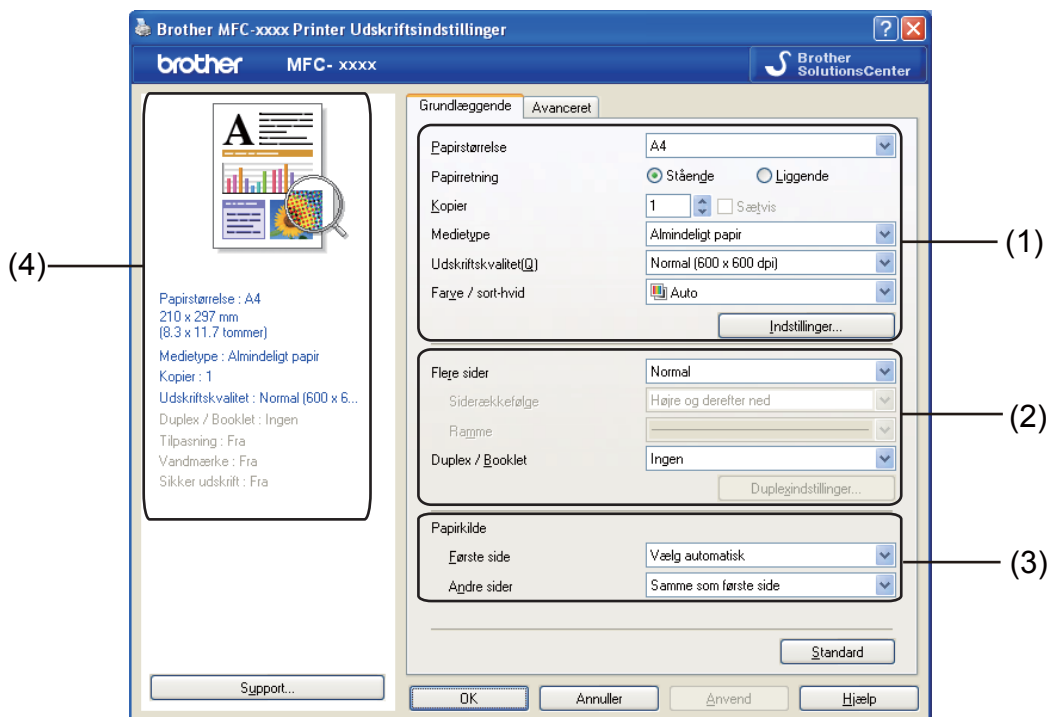 Brother MFC-xxxx Printer Udskriftsindstillinger
brother MFC- xxxx
Brother
SolutionsCenter
A
Papirstørrelse : A4
210 x 297 mm
(8.3 x 11.7 tommer)
Medietype : Almindeligt papir
Kopier : 1
Udskriftskvalitet : Normal (600 x 6...
Duplex / Booklet : Ingen
Tilpasning : Fra
Vandmærke : Fra
Sikker udskrift : Fra
(4)
Support...
Grundlæggende Avanceret
Papirstørrelse A4
Papirretning Stående Liggende
Kopier 1 Sætvis
Medietype Almindeligt papir
Udskriftskvalitet(Q) Normal (600 x 600 dpi)
Farve / sort-hvid Auto
Indstillinger...
(1)
Flere sider Normal
Siderækkefølge Højre og derefter ned
Ramme
Duplex / Booklet Ingen
Duplexindstillinger...
(2)
Papirkilde
Første side Vælg automatisk
Andre sider Samme som første side
(3)
Standard
OK Annuller Anvend Hjælp